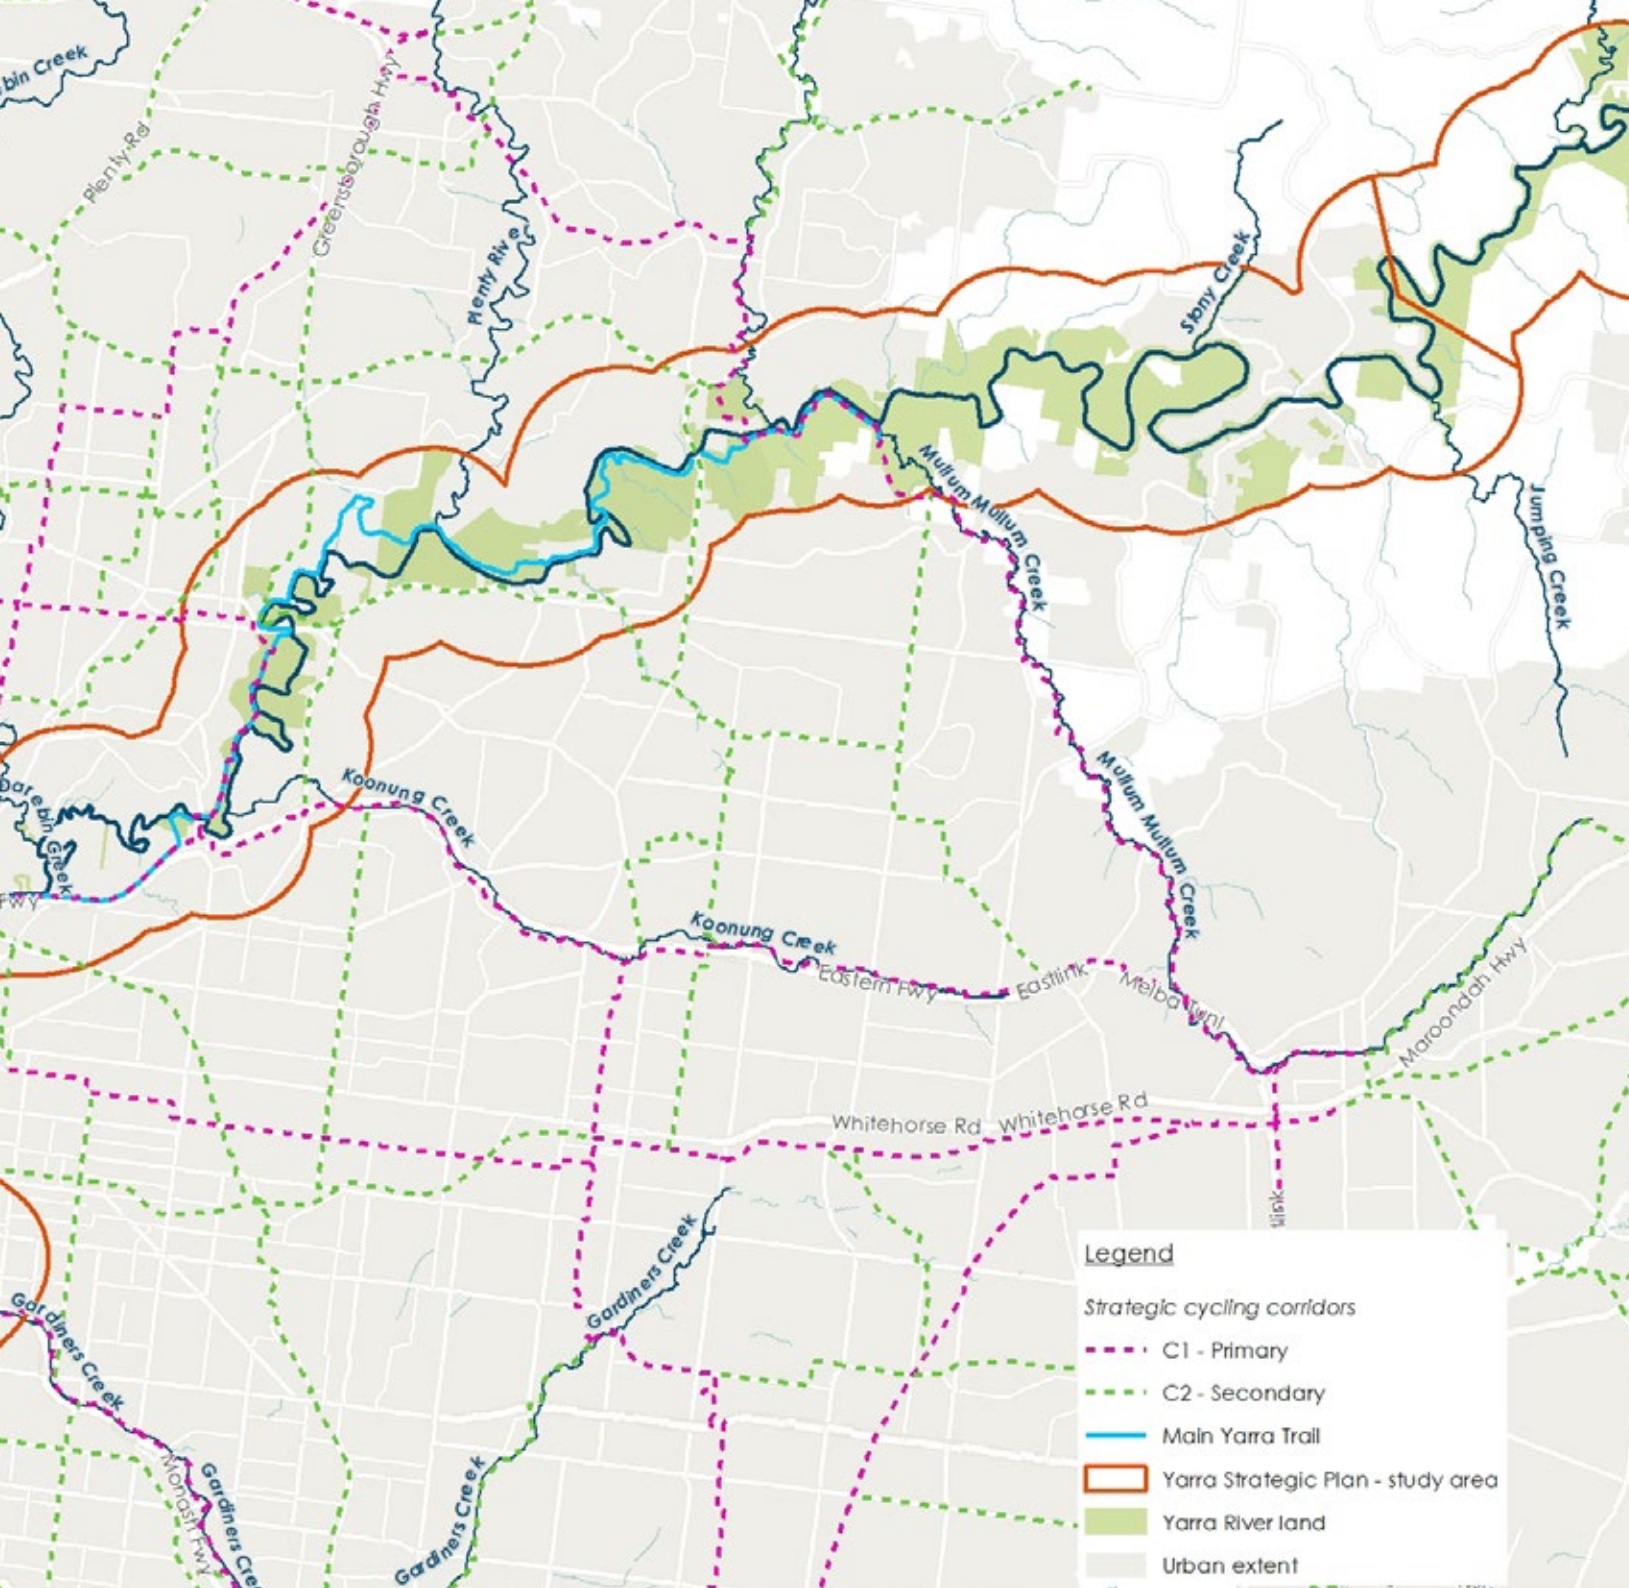 bin Creek
Plenty Rd
Greensborough Hwy
Plenty River
Stony Creek
Mullum Mullum Creek
Jumping Creek
Mullum Mullum Creek
Koonung Creek
Darebin Creek
Fwy
Koonung Creek
Eastern Fwy
Eastlink
Melba Tunl
Maroondah Hwy
Whitehorse Rd
Whitehorse Rd
tlink
Gardiners Creek
Gardiners Creek
Monash Fwy
Gardiners Cree
Gardiners Creek
Legend
Strategic cycling corridors
C1 - Primary
C2 - Secondary
Main Yarra Trail
Yarra Strategic Plan - study area
Yarra River land
Urban extent